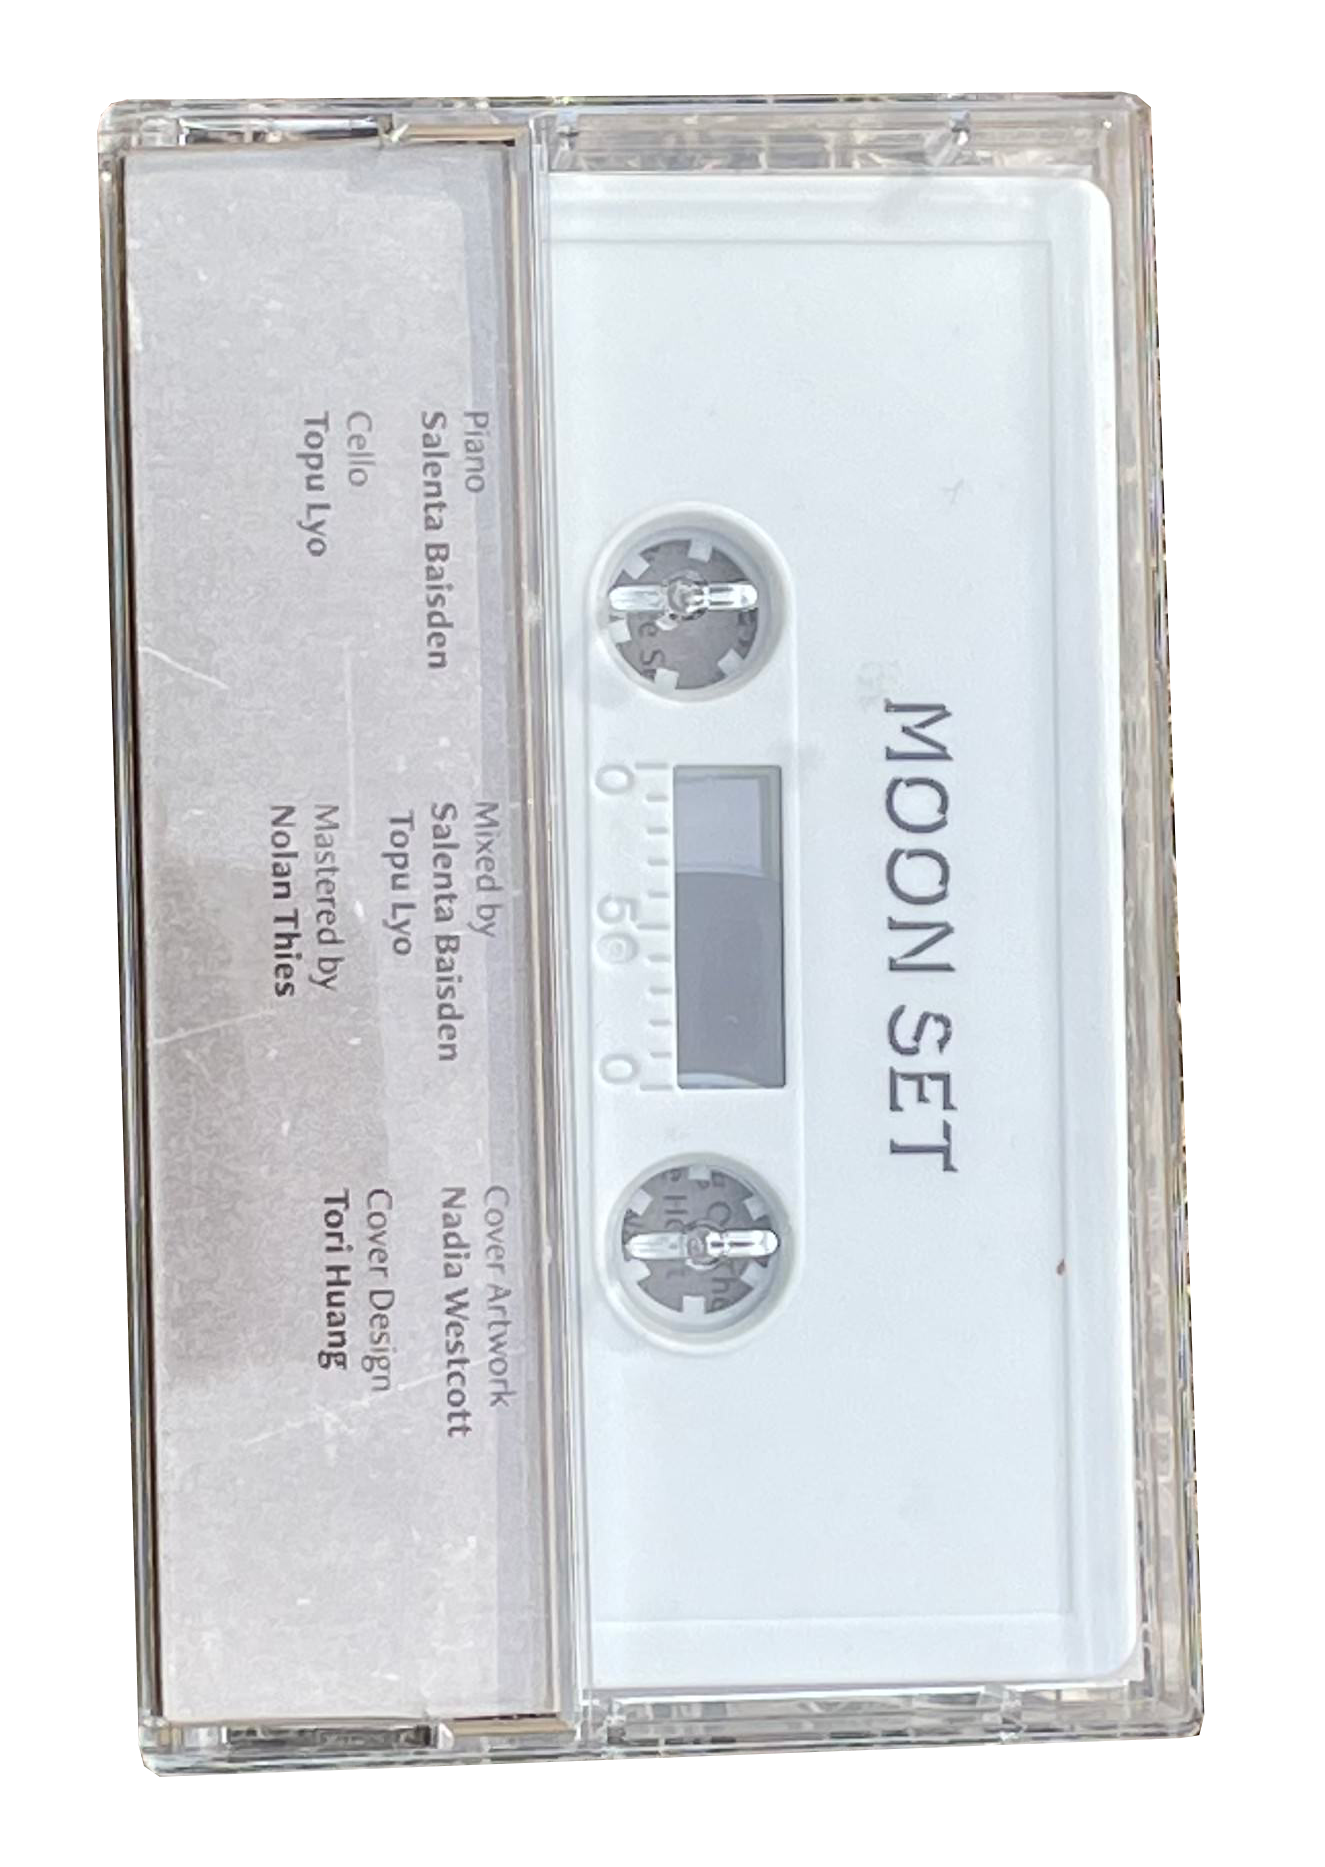 MOON SET
0 50 0
Piano
Salenta Baisden
Cello
Topu Lyo
Mixed by
Salenta Baisden
Topu Lyo
Mastered by
Nolan Thies
Cover Artwork
Nadia Westcott
Cover Design
Tori Huang